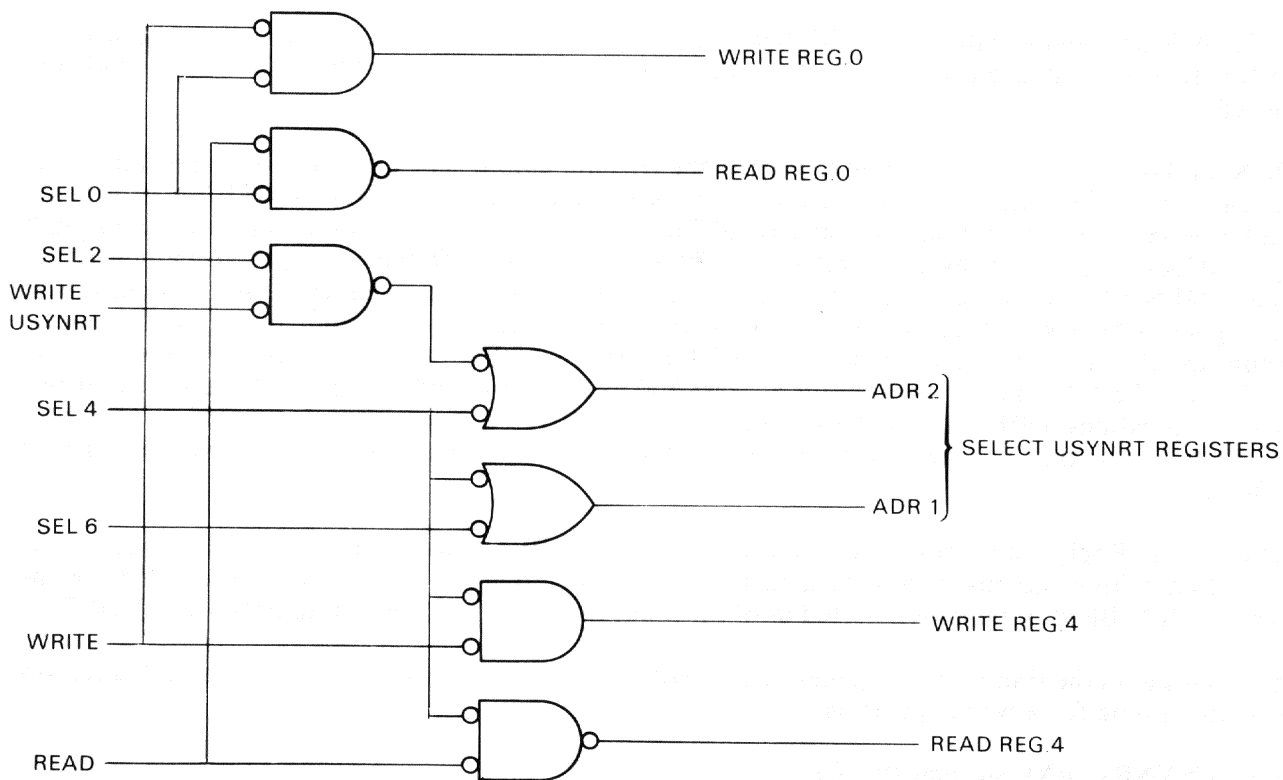 WRITE REG.0
READ REG.0
SEL 0
SEL 2
WRITE
USYNRT
SEL 4
ADR 2
SELECT USYNRT REGISTERS
SEL 6
ADR 1
WRITE
WRITE REG.4
READ
READ REG.4